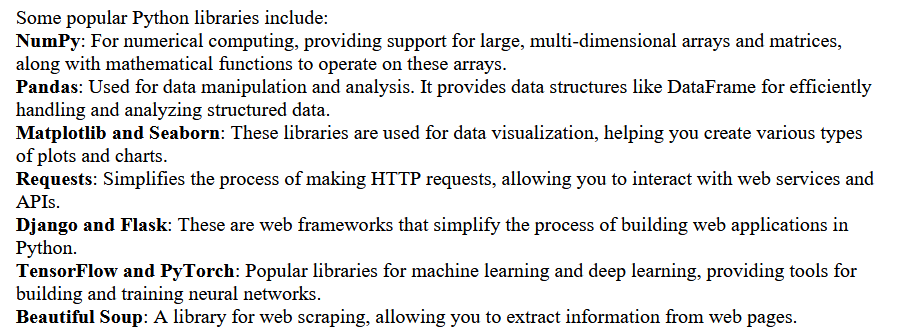 Some popular Python libraries include:
NumPy: For numerical computing, providing support for large, multi-dimensional arrays and matrices,
along with mathematical functions to operate on these arrays.
Pandas: Used for data manipulation and analysis. It provides data structures like DataFrame for efficiently
handling and analyzing structured data.
Matplotlib and Seaborn: These libraries are used for data visualization, helping you create various types
of plots and charts.
Requests: Simplifies the process of making HTTP requests, allowing you to interact with web services and
APIs.
Django and Flask: These are web frameworks that simplify the process of building web applications in
Python.
TensorFlow and PyTorch: Popular libraries for machine learning and deep learning, providing tools for
building and training neural networks.
Beautiful Soup: A library for web scraping, allowing you to extract information from web pages.